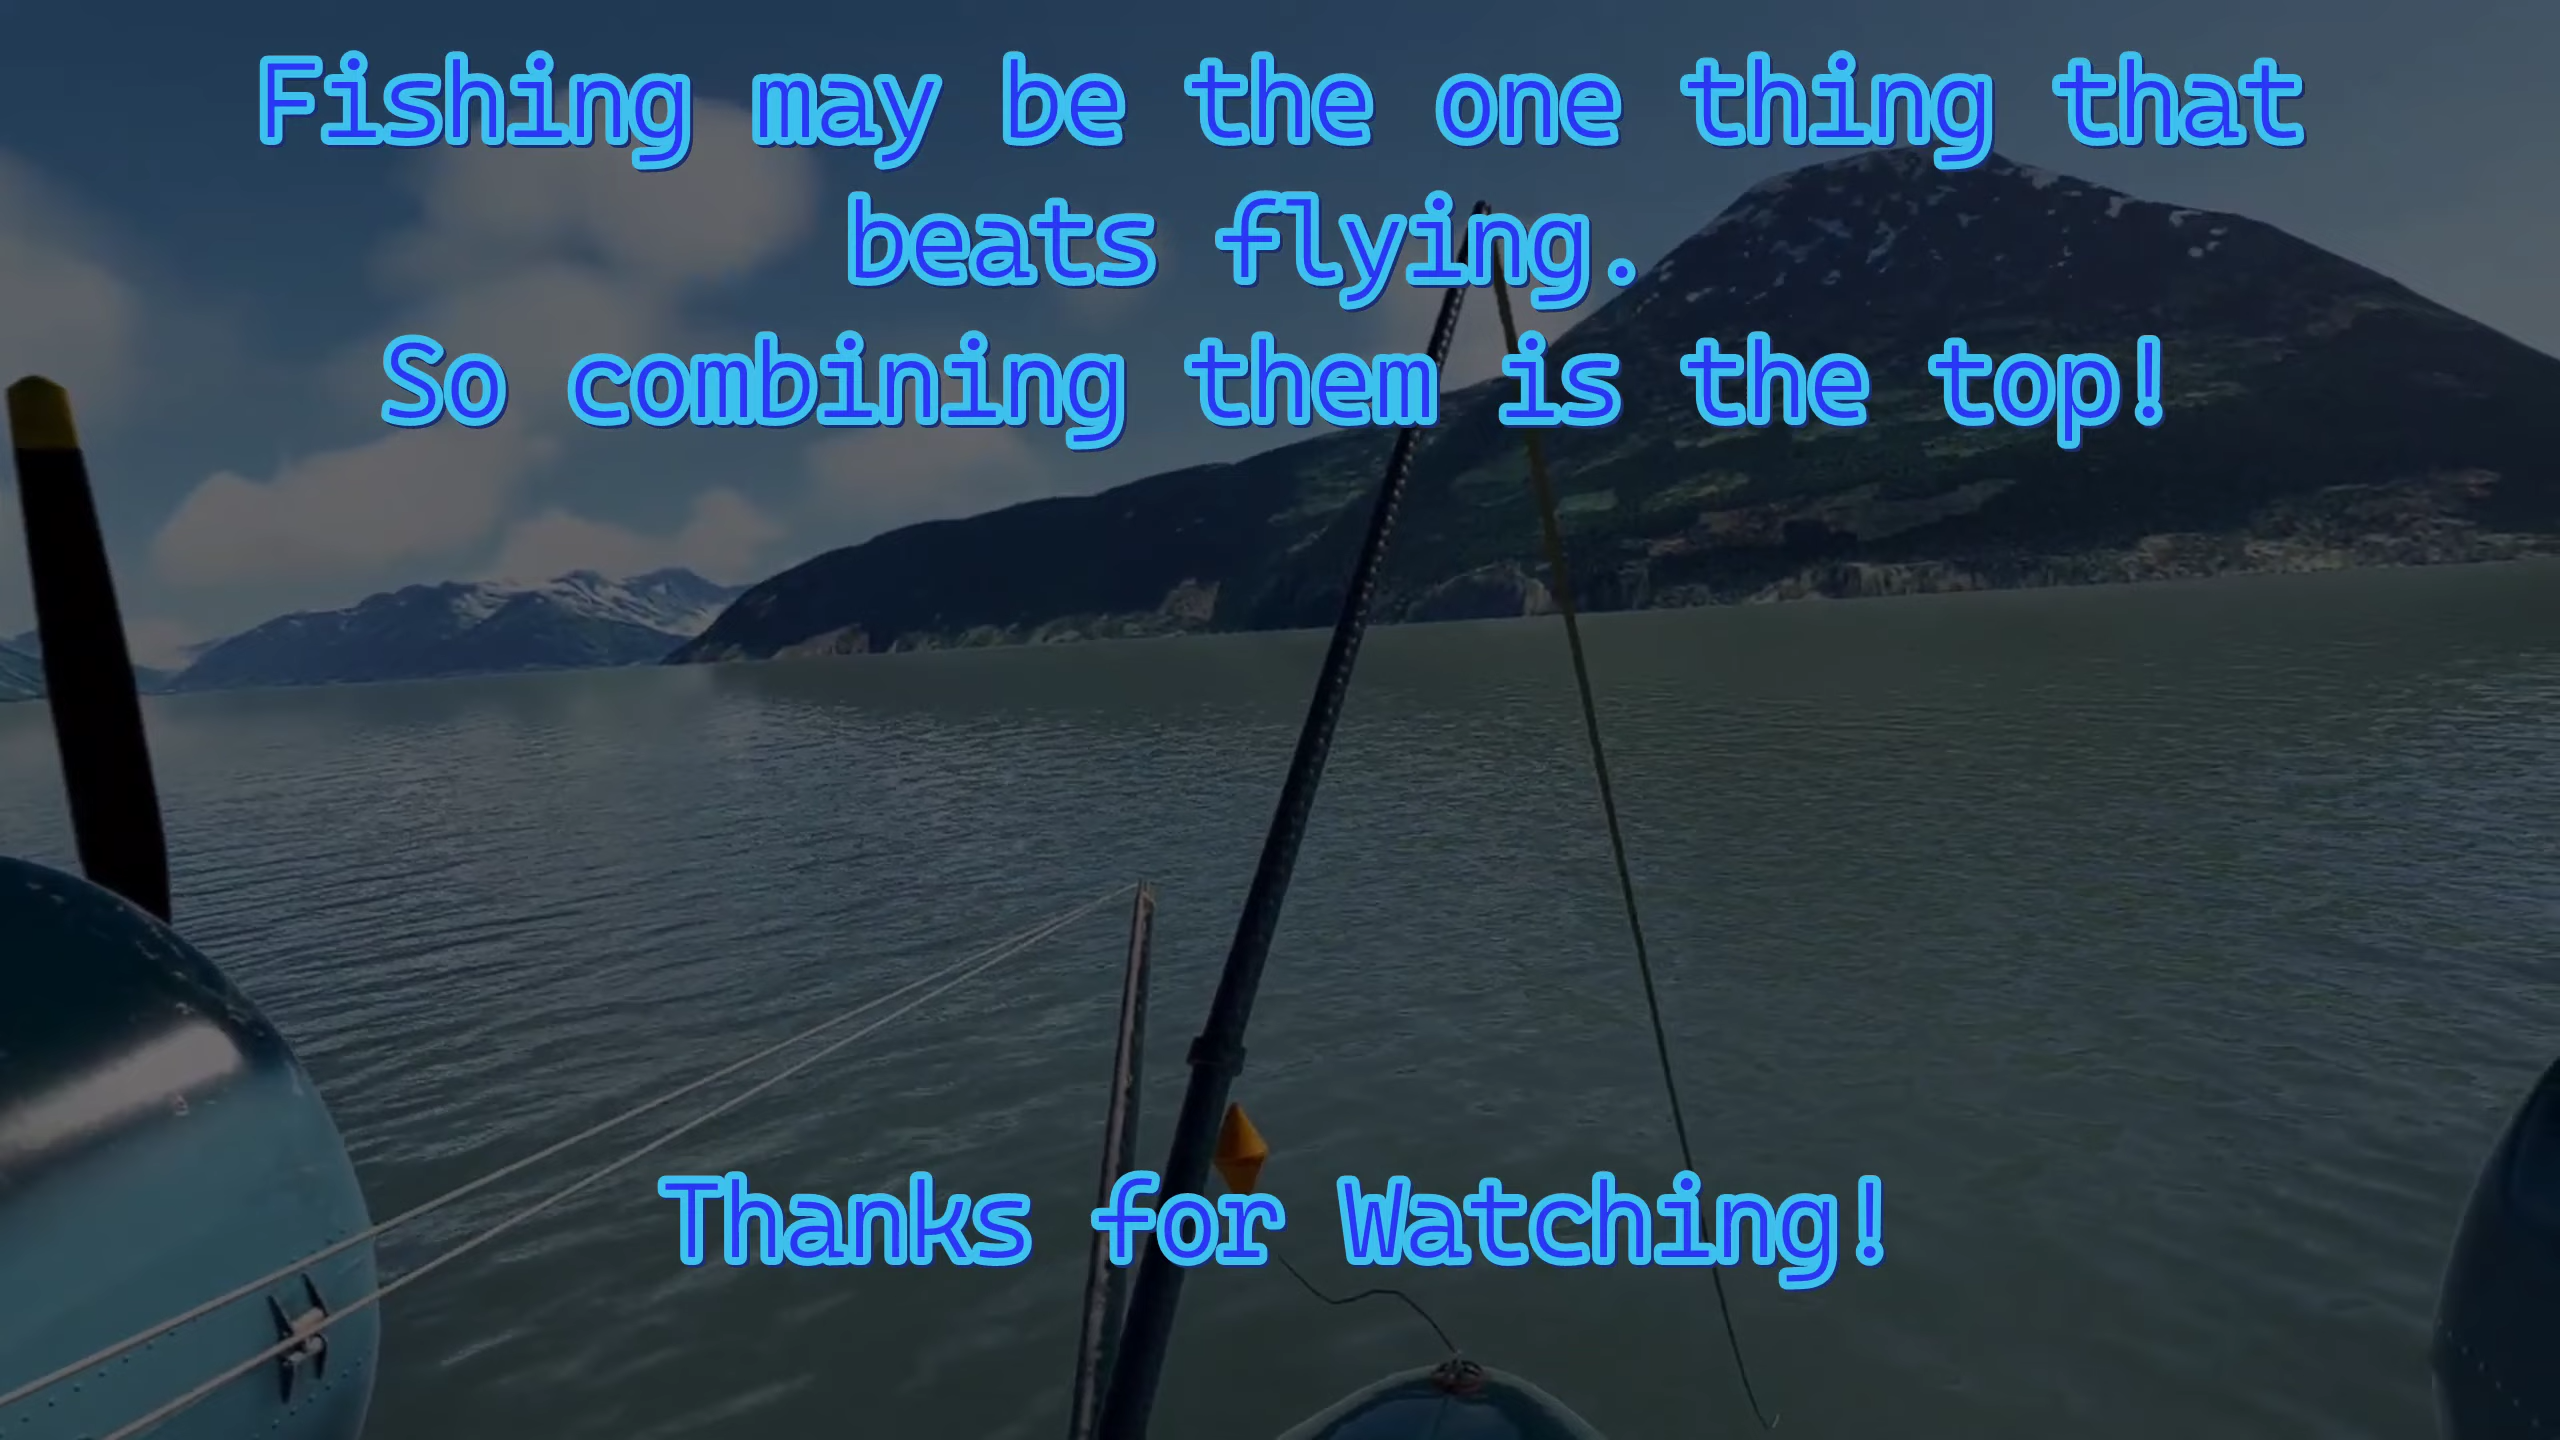 Fishing may be the one thing that
beats flying.
So combining them is the top!
Thanks for Watching!